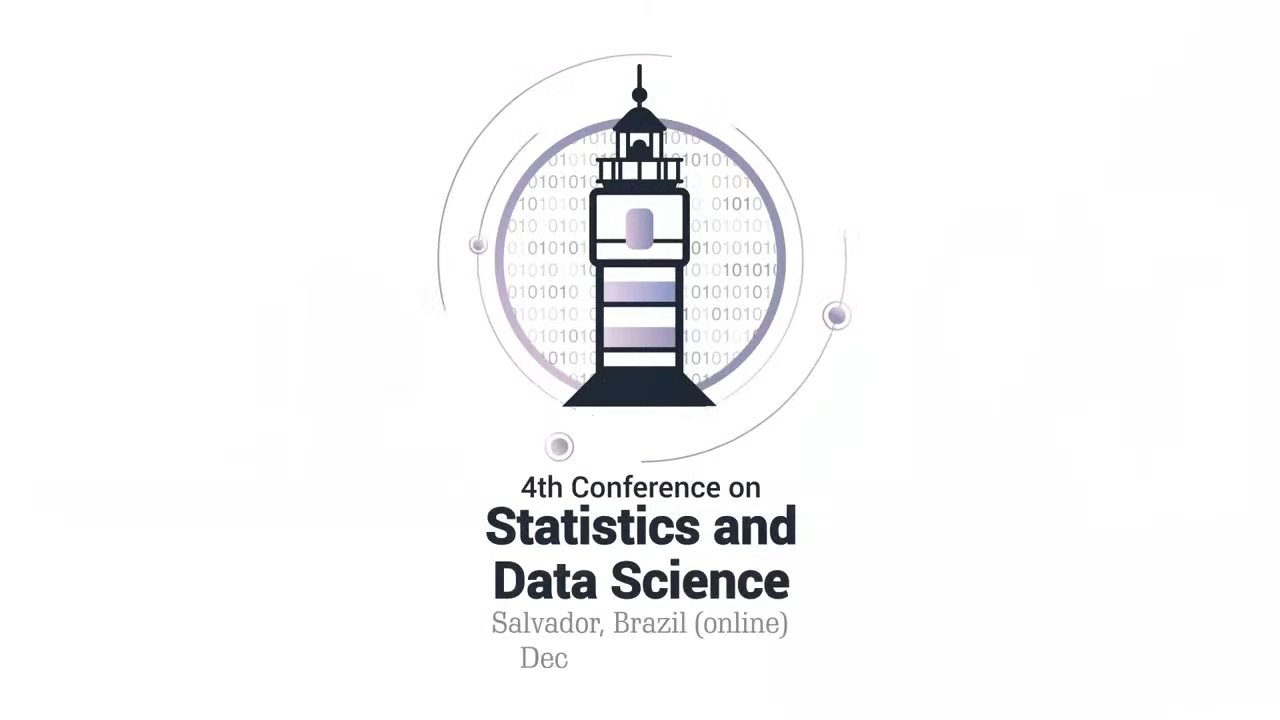 4th Conference on
Statistics and
Data Science
Salvador, Brazil (online)
Dec